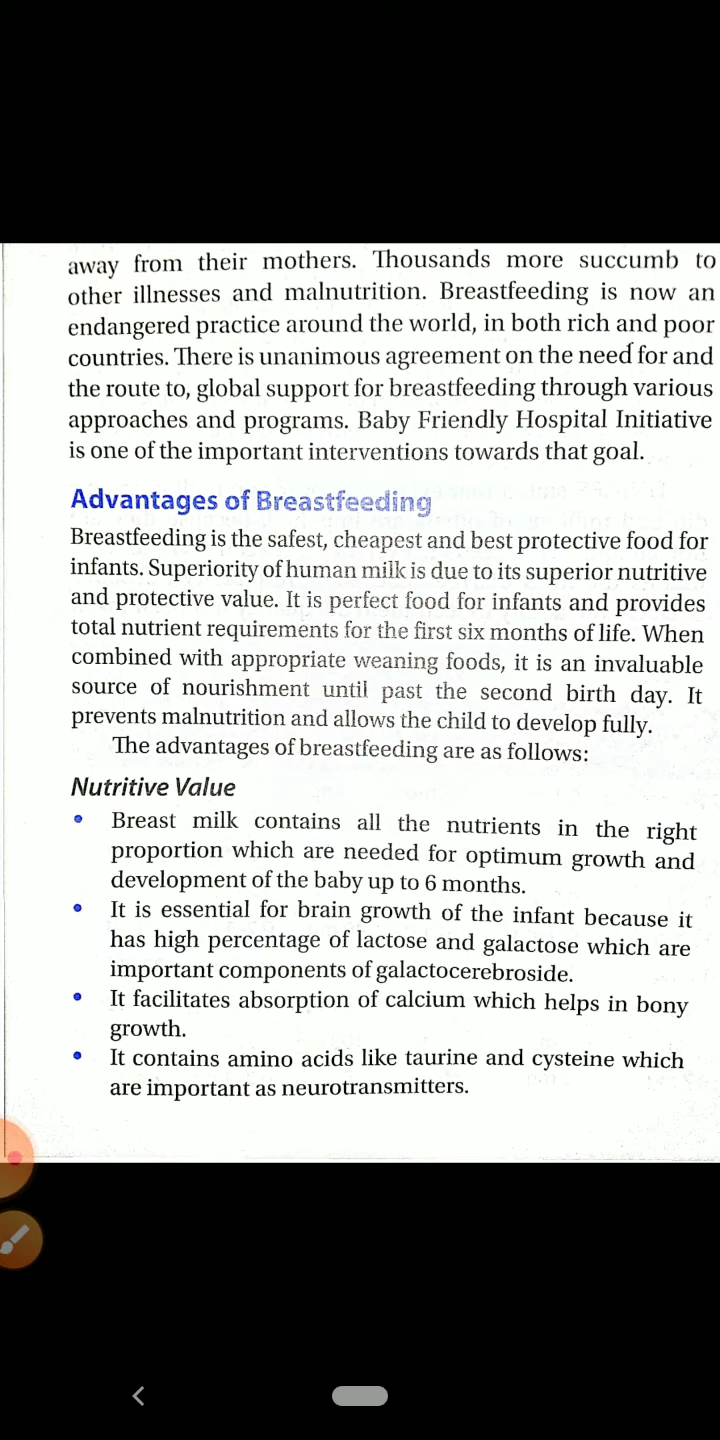 away from their mothers. Thousands more succumb to
other illnesses and malnutrition. Breastfeeding is now an
endangered practice around the world, in both rich and poor
countries. There is unanimous agreement on the need for and
the route to, global support for breastfeeding through various
approaches and programs. Baby Friendly Hospital Initiative
is one of the important interventions towards that goal.
Advantages of Breastfeeding
Breastfeeding is the safest, cheapest and best protective food for
infants. Superiority of human milk is due to its superior nutritive
and protective value. It is perfect food for infants and provides
total nutrient requirements for the first six months of life. When
combined with appropriate weaning foods, it is an invaluable
source of nourishment until past the second birth day. It
prevents malnutrition and allows the child to develop fully.
The advantages of breastfeeding are as follows:
Nutritive Value
• Breast milk contains all the nutrients in the right
proportion which are needed for optimum growth and
development of the baby up to 6 months.
• It is essential for brain growth of the infant because it
has high percentage of lactose and galactose which are
important components of galactocerebroside.
• It facilitates absorption of calcium which helps in bony
growth.
• It contains amino acids like taurine and cysteine which
are important as neurotransmitters.